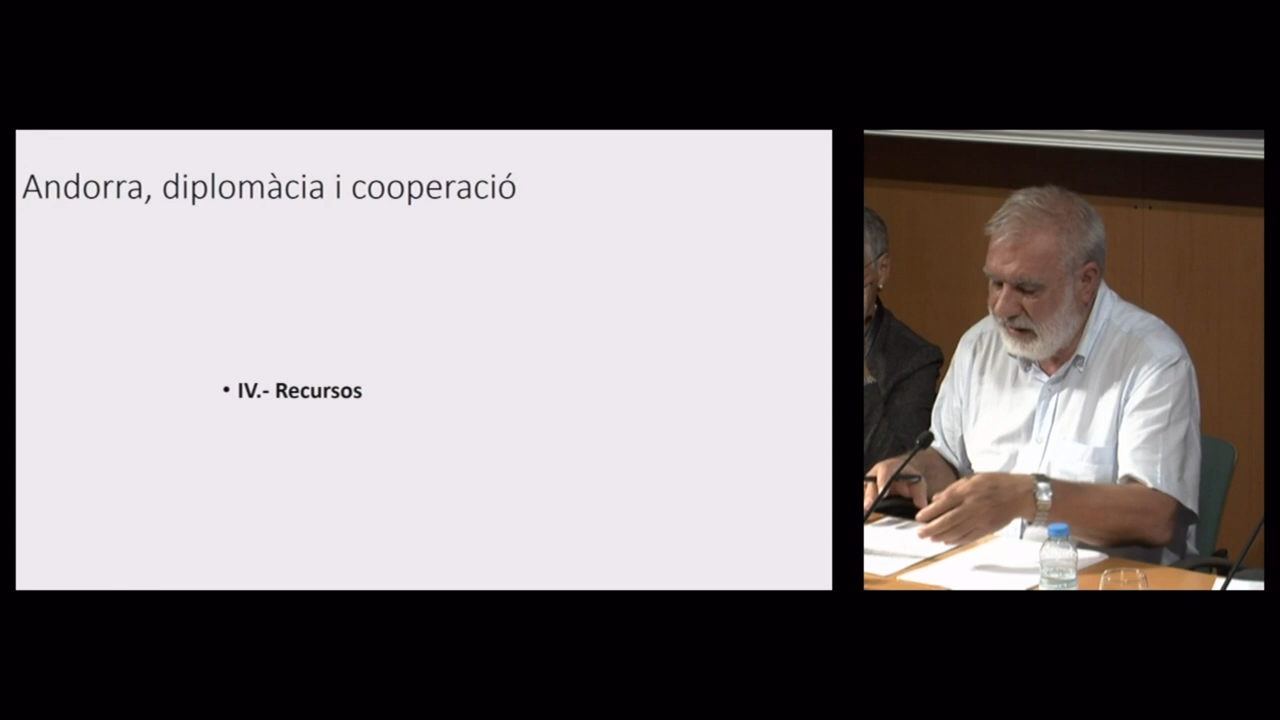 Andorra, diplomàcia i cooperació
• IV.- Recursos